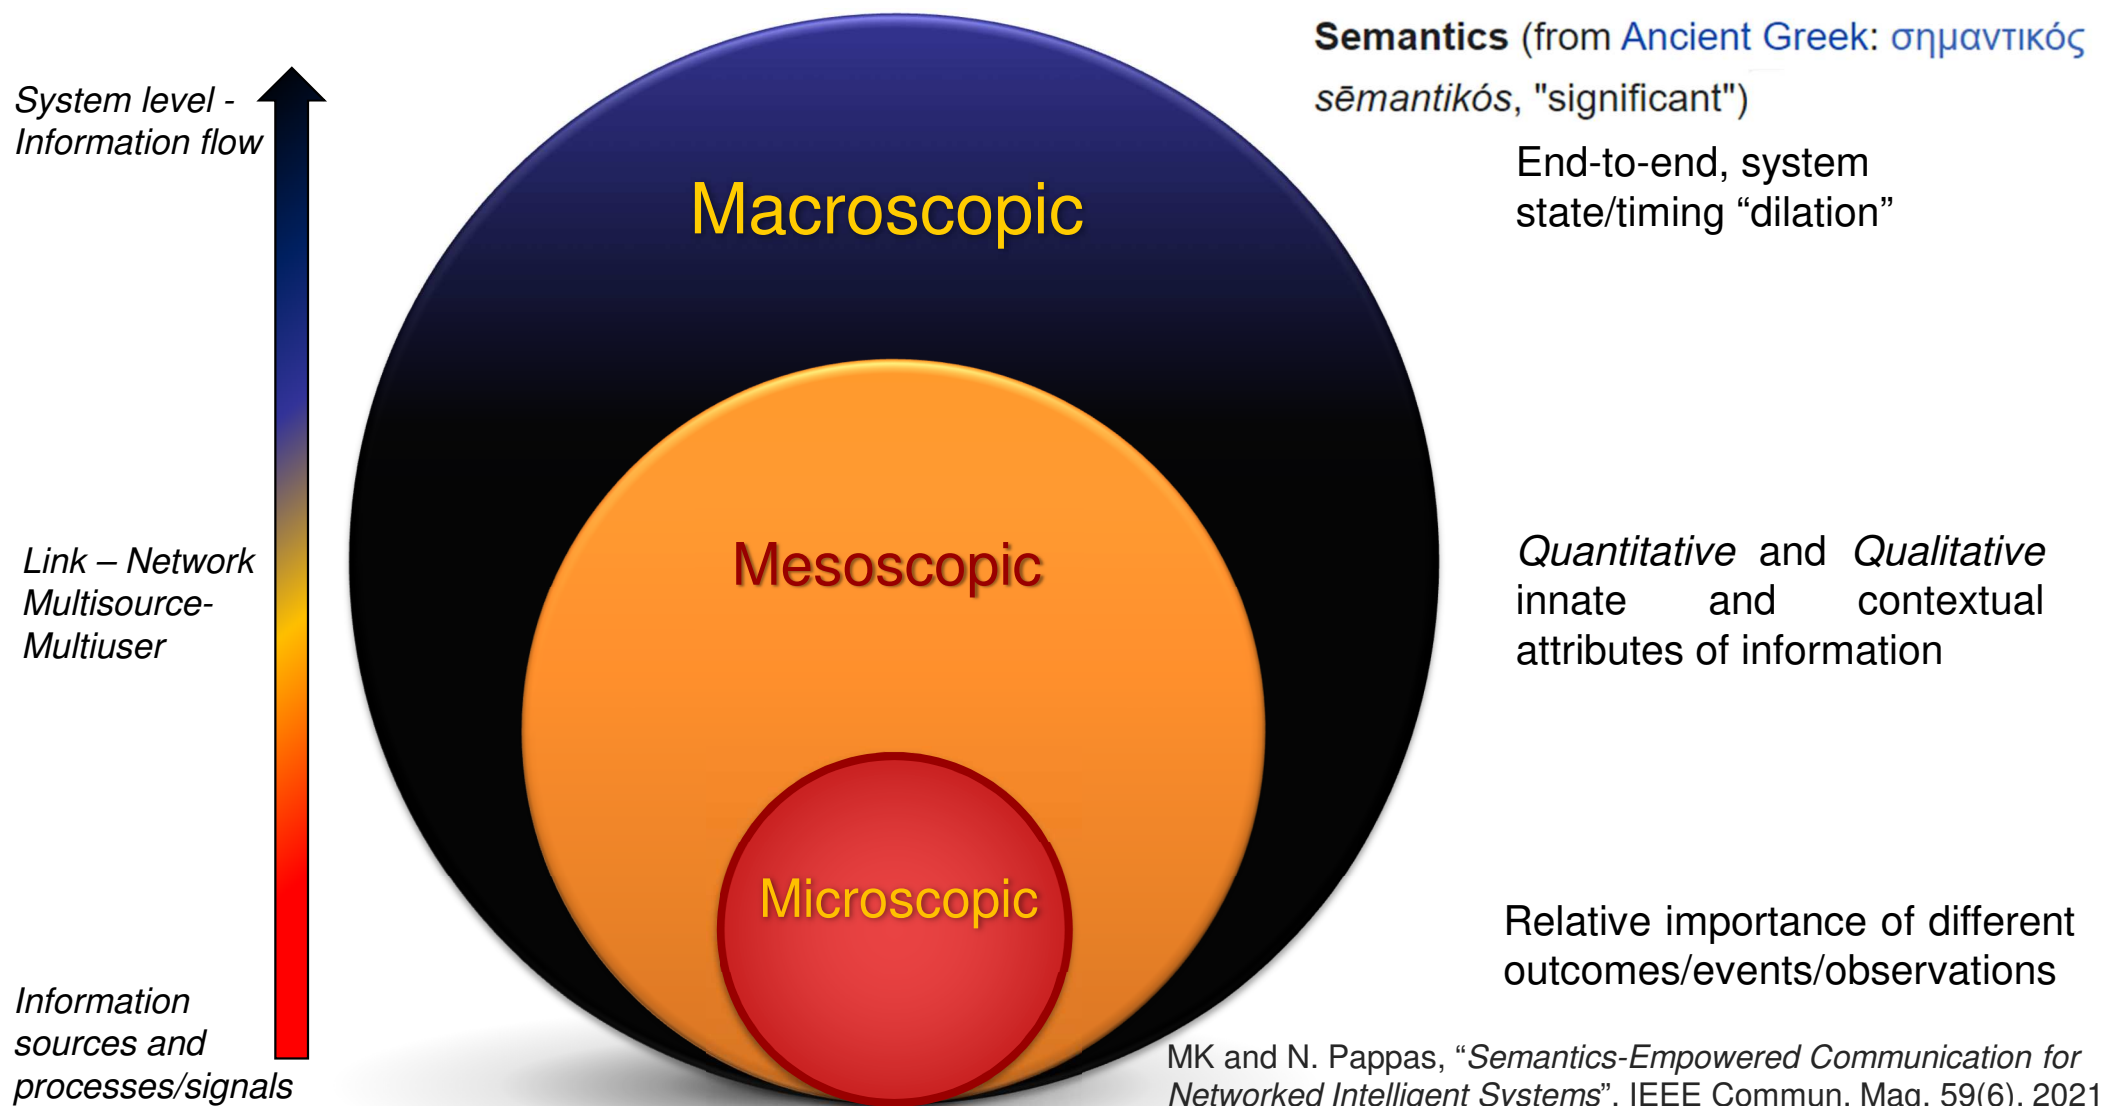 Semantics (from Ancient Greek: σημαντικός
sēmantikós, "significant")
System level -
Information flow
Macroscopic
End-to-end, system
state/timing “dilation”
Link – Network
Multisource-
Multiuser
Mesoscopic
Quantitative and Qualitative
innate and contextual
attributes of information
Microscopic
Relative importance of different
outcomes/events/observations
Information
sources and
processes/signals
MK and N. Pappas, “Semantics-Empowered Communication for
Networked Intelligent Systems”, IEEE Commun. Mag. 59(6), 2021